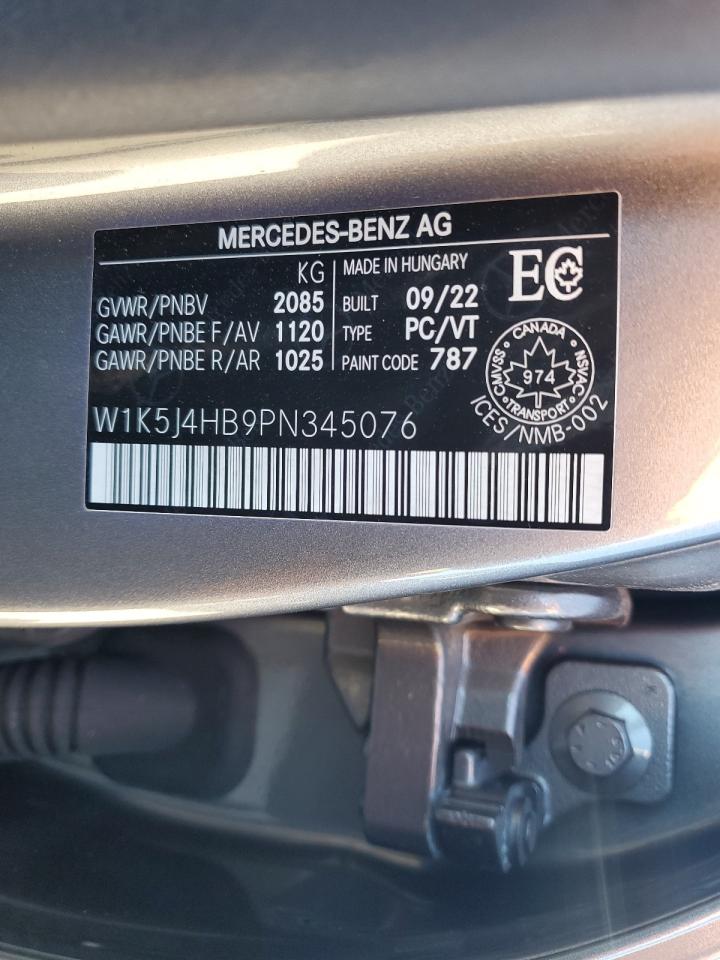 MERCEDES-BENZ AG
KG
GVWR/PNBV 2085
GAWR/PNBE F/AV 1120
GAWR/PNBE R/AR 1025
MADE IN HUNGARY
BUILT 09/22
TYPE PC/VT
PAINT CODE 787
EC
CANADA
CMVSS NSVAC
974
TRANSPORT
ICES/NMB-002
W1K5J4HB9PN345076